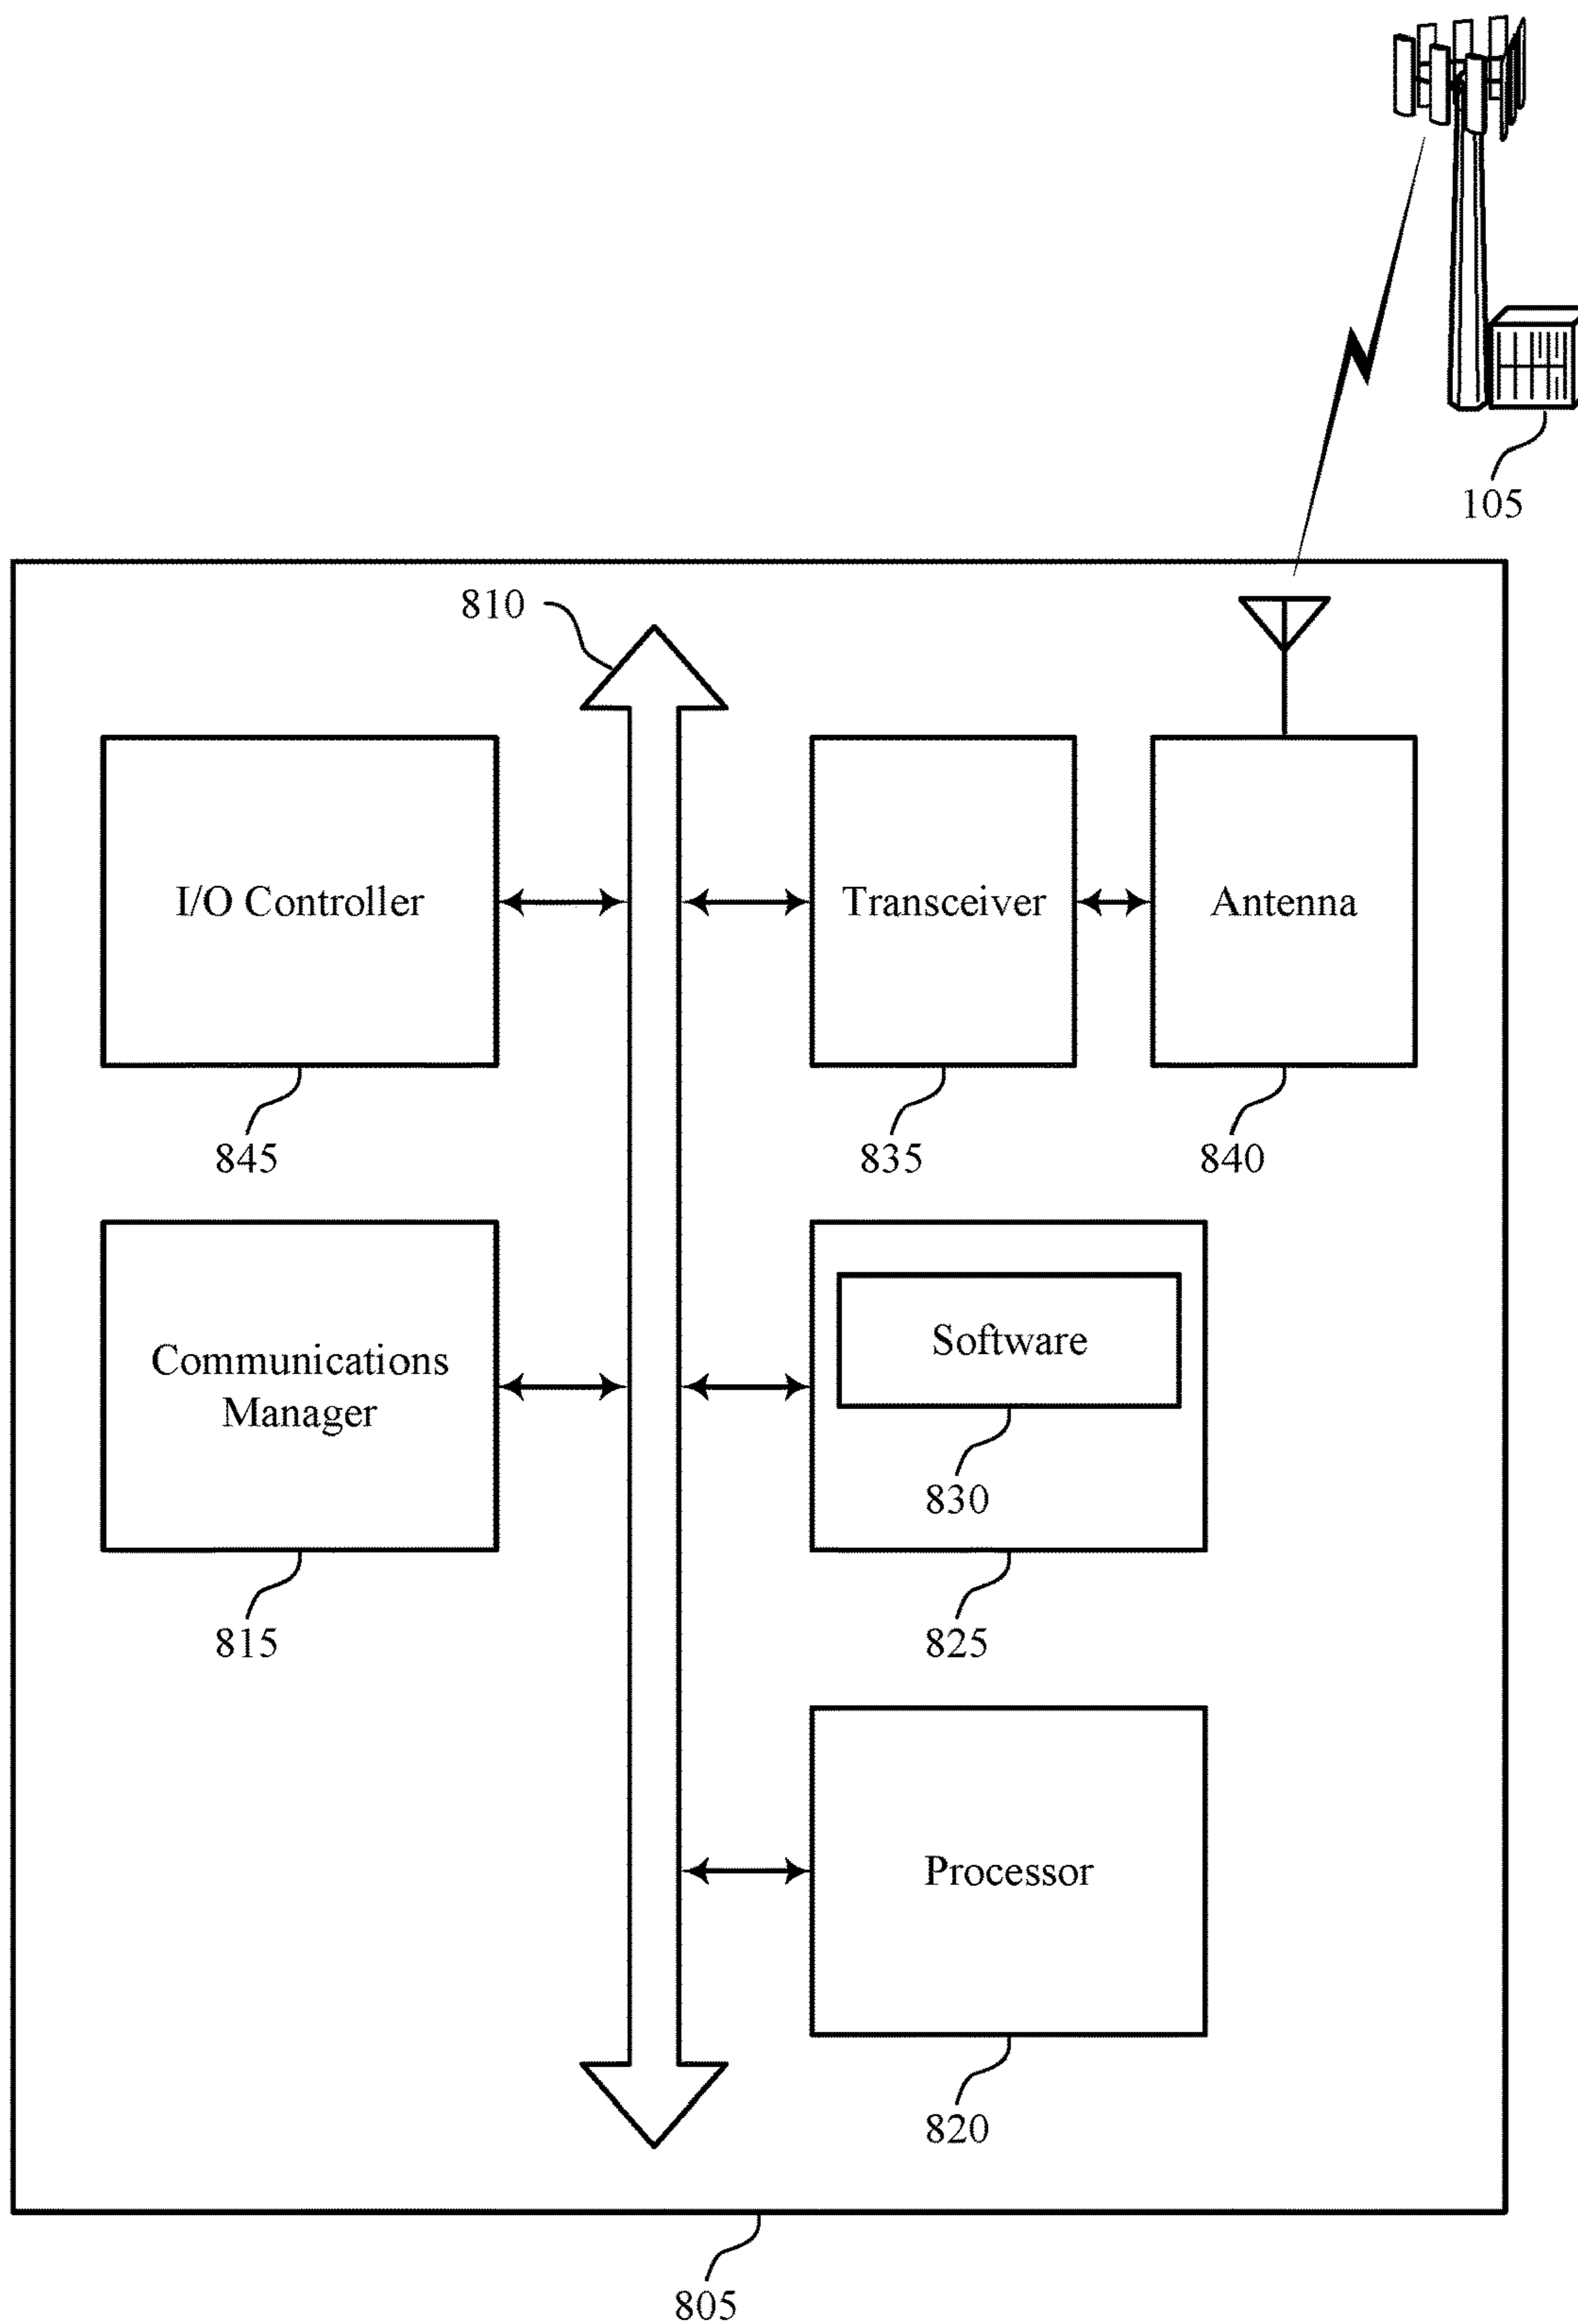 105
810
I/O Controller
Transceiver
Antenna
845
835
840
Communications
Manager
Software
830
815
825
Processor
820
805